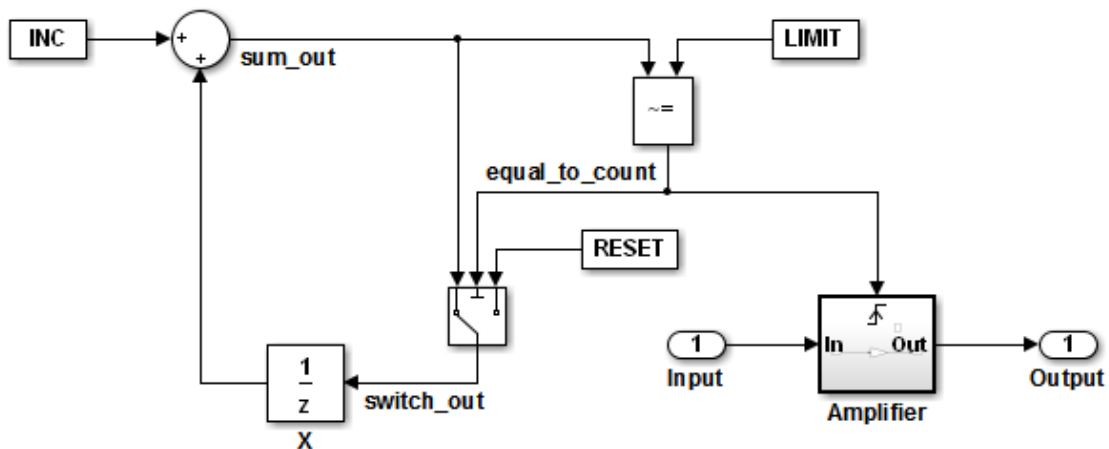 INC
+
+
sum_out
LIMIT
~=
equal_to_count
RESET
1
z
X
switch_out
1
Input
In
Out
Amplifier
1
Output